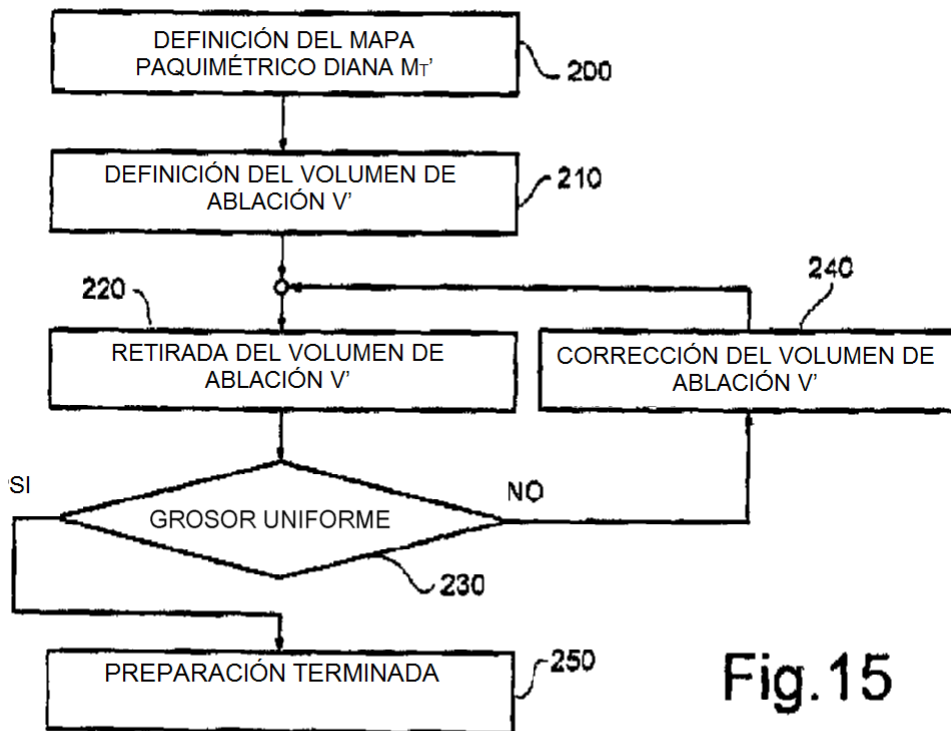 DEFINICIÓN DEL MAPA
PAQUIMÉTRICO DIANA MT'
200
DEFINICIÓN DEL VOLUMEN DE
ABLACIÓN V'
210
240
220
RETIRADA DEL VOLUMEN DE
ABLACIÓN V'
CORRECCIÓN DEL VOLUMEN DE
ABLACIÓN V'
SI
NO
GROSOR UNIFORME
230
PREPARACIÓN TERMINADA
250
Fig.15